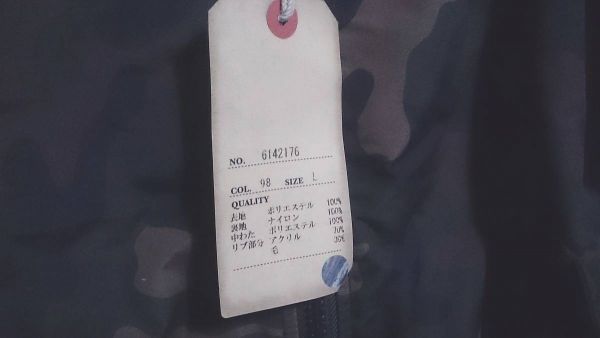 NO. 6142176
COL. 98 SIZE L
QUALITY
表地 ポリエステル 100%
裏地 ナイロン 100%
中わた ポリエステル 100%
リブ部分 アクリル 70%
毛 30%